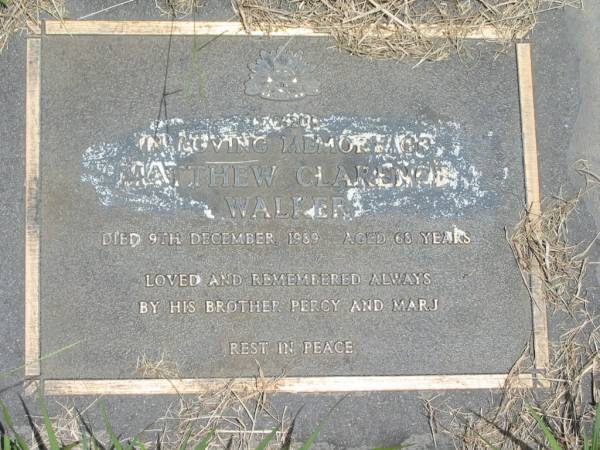 IN LOVING MEMORY OF
MATTHEW CLARENCE
WALKER
DIED 9TH DECEMBER, 1989 AGED 68 YEARS
LOVED AND REMEMBERED ALWAYS
BY HIS BROTHER PERCY AND MARJ
REST IN PEACE